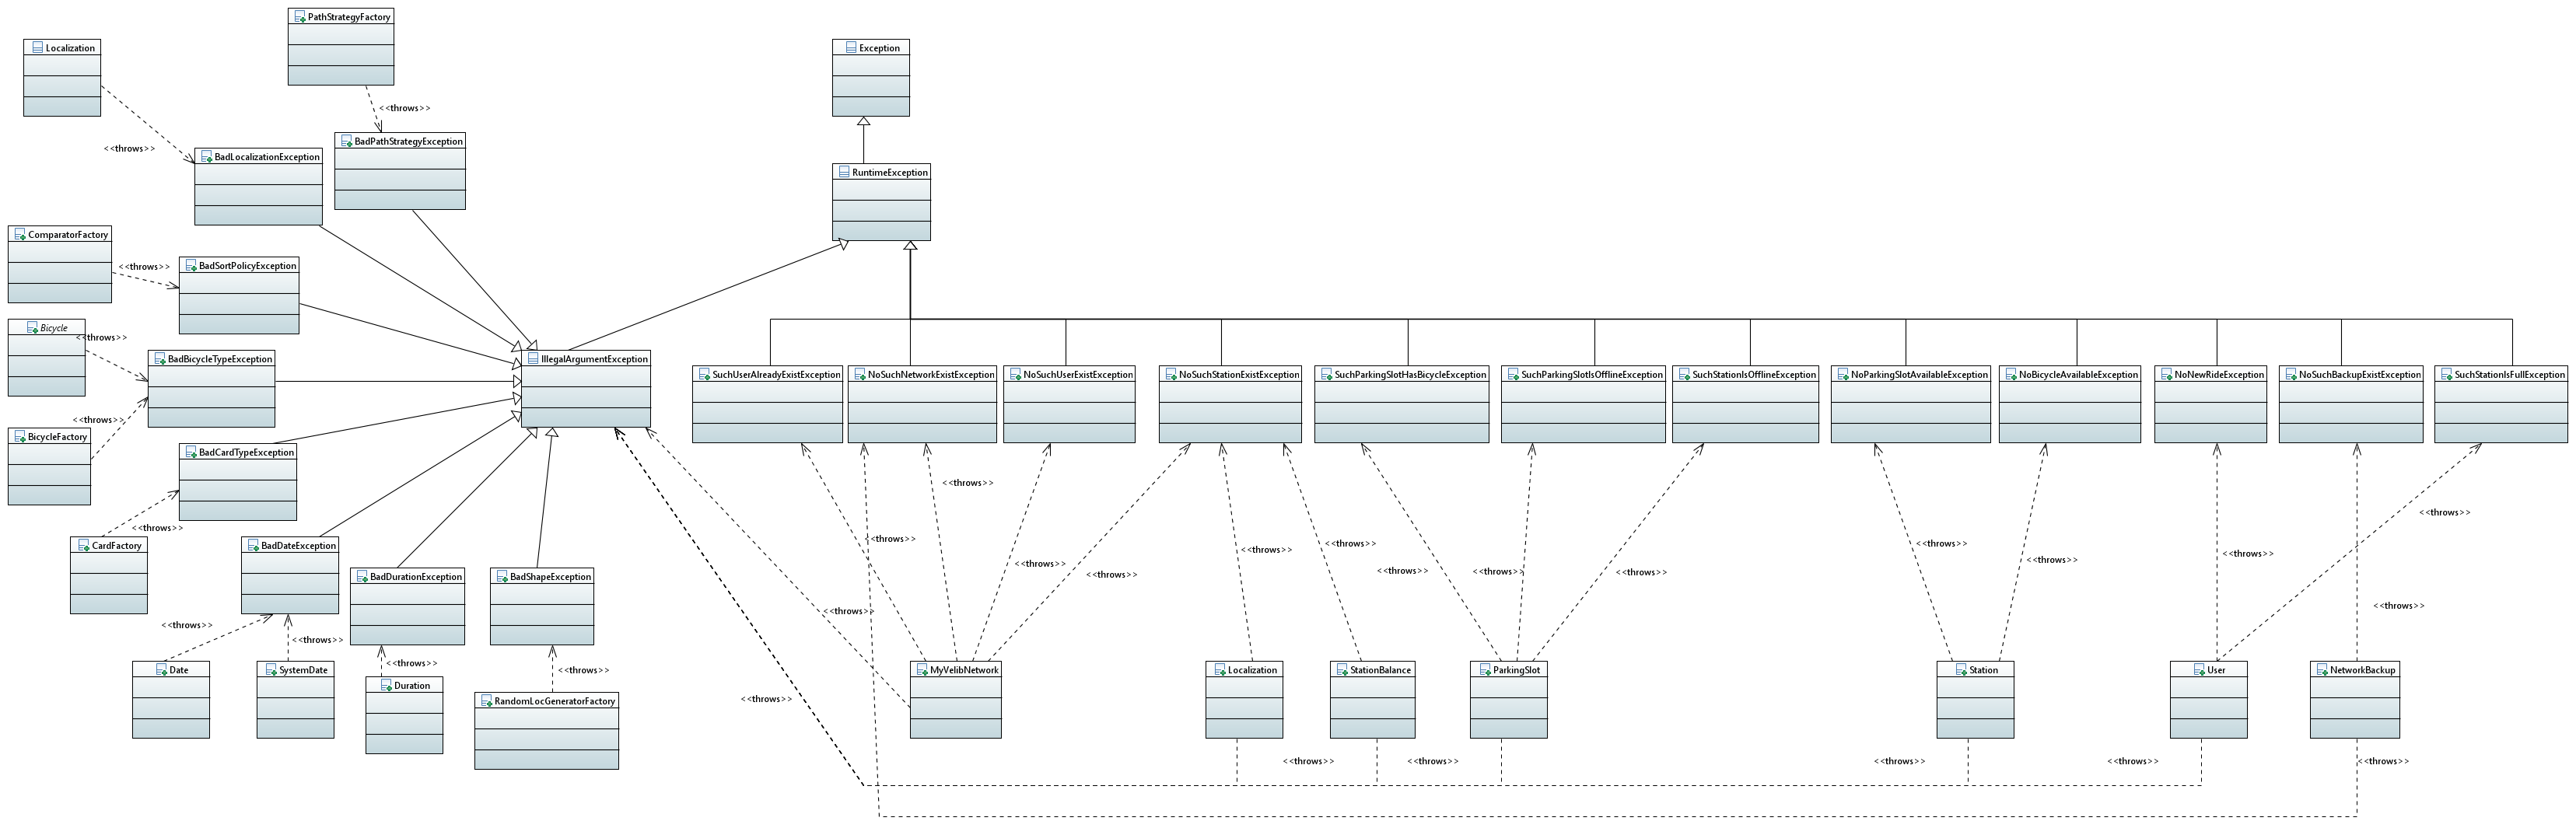 PathStrategyFactory
Localization
Exception
<<throws>>
BadPathStrategyException
<<throws>>
BadLocalizationException
RuntimeException
ComparatorFactory
<<throws>>
BadSortPolicyException
Bicycle
<<throws>>
BadBicycleTypeException
IllegalArgumentException
SuchUserAlreadyExistException
NoSuchNetworkExistException
NoSuchUserExistException
NoSuchStationExistException
SuchParkingSlotHasBicycleException
SuchParkingSlotIsOfflineException
SuchStationIsOfflineException
NoParkingSlotAvailableException
NoBicycleAvailableException
NoNewRideException
NoSuchBackupExistException
SuchStationIsFullException
<<throws>>
BicycleFactory
BadCardTypeException
<<throws>>
<<throws>>
<<throws>>
CardFactory
BadDateException
<<throws>>
<<throws>>
<<throws>>
<<throws>>
<<throws>>
<<throws>>
BadDurationException
BadShapeException
<<throws>>
<<throws>>
<<throws>>
<<throws>>
<<throws>>
<<throws>>
<<throws>>
<<throws>>
<<throws>>
<<throws>>
<<throws>>
Date
SystemDate
Duration
RandomLocGeneratorFactory
MyVelibNetwork
Localization
StationBalance
ParkingSlot
Station
User
NetworkBackup
<<throws>>
<<throws>>
<<throws>>
<<throws>>
<<throws>>
<<throws>>